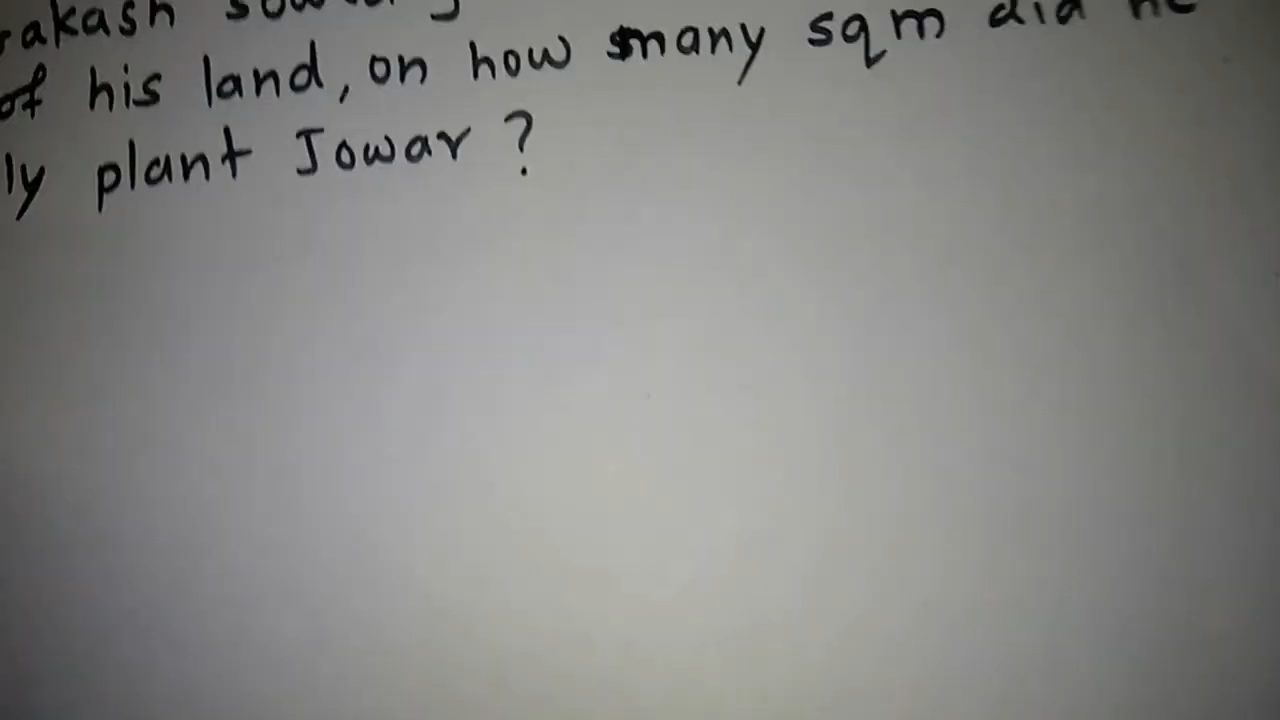 rakash
of his land, on how many sqm did he
ly plant Jowar ?